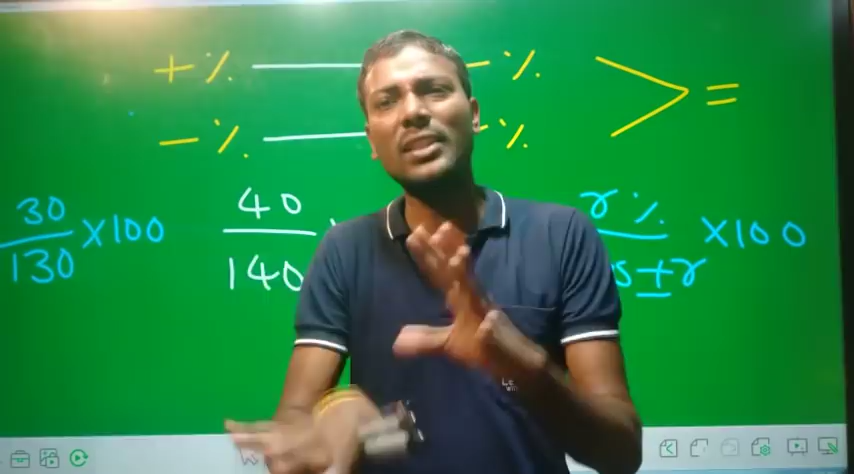 + % — - %
- % — %
> =
30/130 ×100
40/140
r% ×100
± r